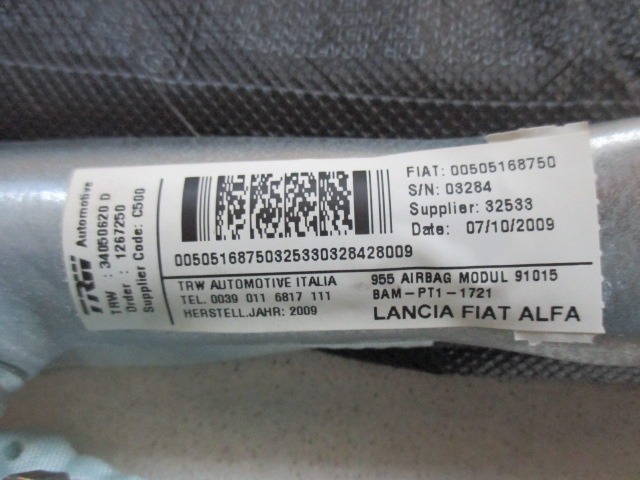 TRW Automotive
TRW : 34050620 D
Order : 1267250
Supplier Code: C500
FIAT: 00505168750
S/N: 03284
Supplier: 32533
Date: 07/10/2009
00505168750325330328428009
TRW AUTOMOTIVE ITALIA
TEL. 0039 011 6817 111
HERSTELL.JAHR: 2009
955 AIRBAG MODUL 91015
BAM-PT1-1721
LANCIA FIAT ALFA